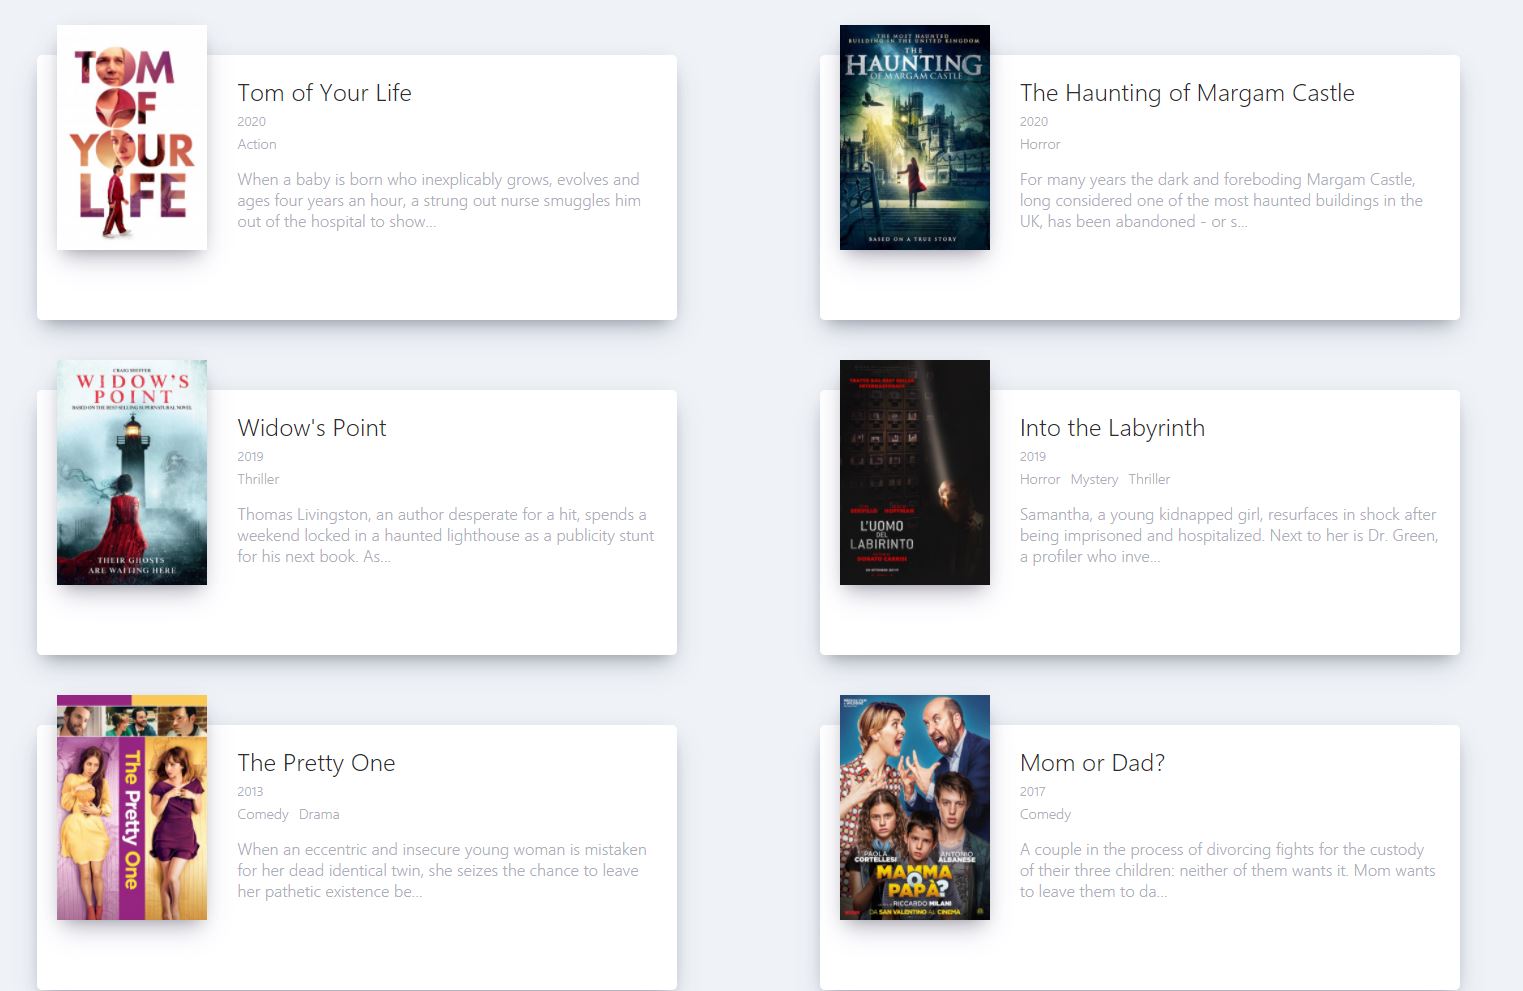 TOM
OF
YOUR
LIFE
Tom of Your Life
2020
Action
When a baby is born who inexplicably grows, evolves and
ages four years an hour, a strung out nurse smuggles him
out of the hospital to show...
THE MOST HAUNTED
BUILDING IN THE UNITED KINGDOM
THE
HAUNTING
OF MARGAM CASTLE
BASED ON A TRUE STORY
The Haunting of Margam Castle
2020
Horror
For many years the dark and foreboding Margam Castle,
long considered one of the most haunted buildings in the
UK, has been abandoned - or s...
CRAIG SHEFFER
WIDOW'S
POINT
BASED ON THE BEST-SELLING SUPERNATURAL NOVEL
THEIR GHOSTS
ARE WAITING HERE
Widow's Point
2019
Thriller
Thomas Livingston, an author desperate for a hit, spends a
weekend locked in a haunted lighthouse as a publicity stunt
for his next book. As...
TRATTO DAL BEST SELLER
INTERNAZIONALE
SERVILLO HOFFMAN
L'UOMO
DEL
LABIRINTO
DONATO CARRISI
Into the Labyrinth
2019
Horror Mystery Thriller
Samantha, a young kidnapped girl, resurfaces in shock after
being imprisoned and hospitalized. Next to her is Dr. Green,
a profiler who inve...
The Pretty One
The Pretty One
2013
Comedy Drama
When an eccentric and insecure young woman is mistaken
for her dead identical twin, she seizes the chance to leave
her pathetic existence be...
PAOLA
CORTELLESI
ANTONIO
ALBANESE
MAMMA
O
PAPÀ?
RICCARDO MILANI
DA SAN VALENTINO AL CINEMA
Mom or Dad?
2017
Comedy
A couple in the process of divorcing fights for the custody
of their three children: neither of them wants it. Mom wants
to leave them to da...